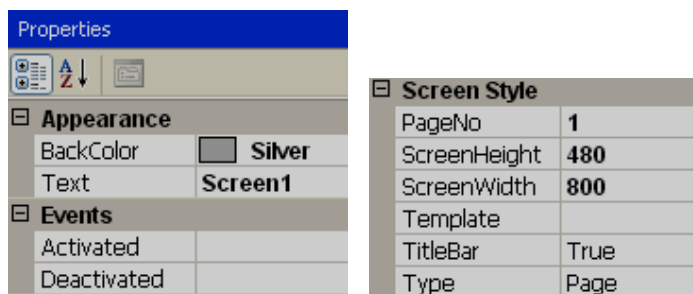 Properties
A Z
Appearance
BackColor Silver
Text Screen1
Events
Activated
Deactivated
Screen Style
PageNo 1
ScreenHeight 480
ScreenWidth 800
Template
TitleBar True
Type Page